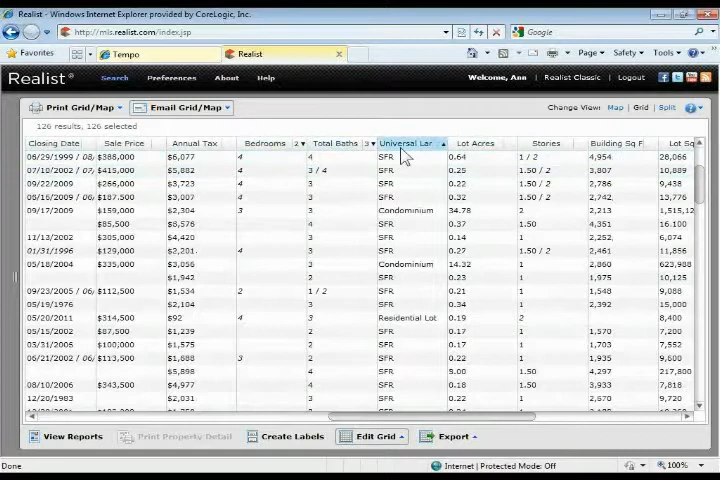 Realist - Windows Internet Explorer provided by CoreLogic, Inc.
http://mls.realist.com/index.jsp
Google
Favorites Tempo Realist Page Safety Tools
Realist® Search Preferences About Help Welcome, Ann Realist Classic Logout
Print Grid/Map Email Grid/Map Change View: Map Grid Split
126 results, 126 selected
Closing Date Sale Price Annual Tax Bedrooms 2 Total Baths 3 Universal Lar Lot Acres Stories Building Sq F Lot Sq
06/29/1999 / 08/ $388,000 $6,077 4 4 SFR 0.64 1 / 2 4,954 28,066
07/10/2002 / 06/ $415,000 $5,882 4 3 / 4 SFR 0.25 1.50 / 2 3,807 10,889
09/22/2009 $266,000 $3,723 4 3 SFR 0.22 1 / 2 2,786 9,438
06/16/2009 / 06/ $187,500 $3,007 4 3 SFR 0.32 1.50 / 2 2,742 13,776
09/17/2009 $159,000 $2,304 3 3 Condominium 34.78 2 2,213 1,515,12
$85,500 $6,576 3 SFR 0.37 1.50 4,351 16,100
11/13/2002 $305,000 $4,420 3 SFR 0.14 1 2,252 6,074
01/31/1996 $129,000 $2,201 4 3 SFR 0.27 1.50 / 2 2,461 11,856
05/18/2004 $335,000 $3,056 3 Condominium 14.32 1 2,860 623,988
$1,942 2 SFR 0.23 1 1,975 10,125
09/23/2005 / 06/ $112,500 $1,534 2 1 / 2 SFR 0.21 1 1,548 9,088
05/19/1976 $2,104 3 SFR 0.34 1 2,392 15,000
05/20/2011 $314,500 $92 4 3 Residential Lot 0.19 2 8,400
05/15/2002 $87,500 $1,239 2 SFR 0.17 1 1,570 7,200
03/31/2006 $100,000 $1,575 2 SFR 0.17 1 1,703 7,552
06/21/2002 / 06/ $113,500 $1,688 3 2 SFR 0.22 1 1,935 9,600
$5,898 4 SFR 5.00 1.50 4,297 217,800
08/10/2006 $343,500 $4,977 4 SFR 0.18 1.50 3,933 7,818
12/20/1983 $2,031 3 SFR 0.22 1 2,670 9,720
View Reports Print Property Detail Create Labels Edit Grid Export
Done Internet | Protected Mode: Off 100%